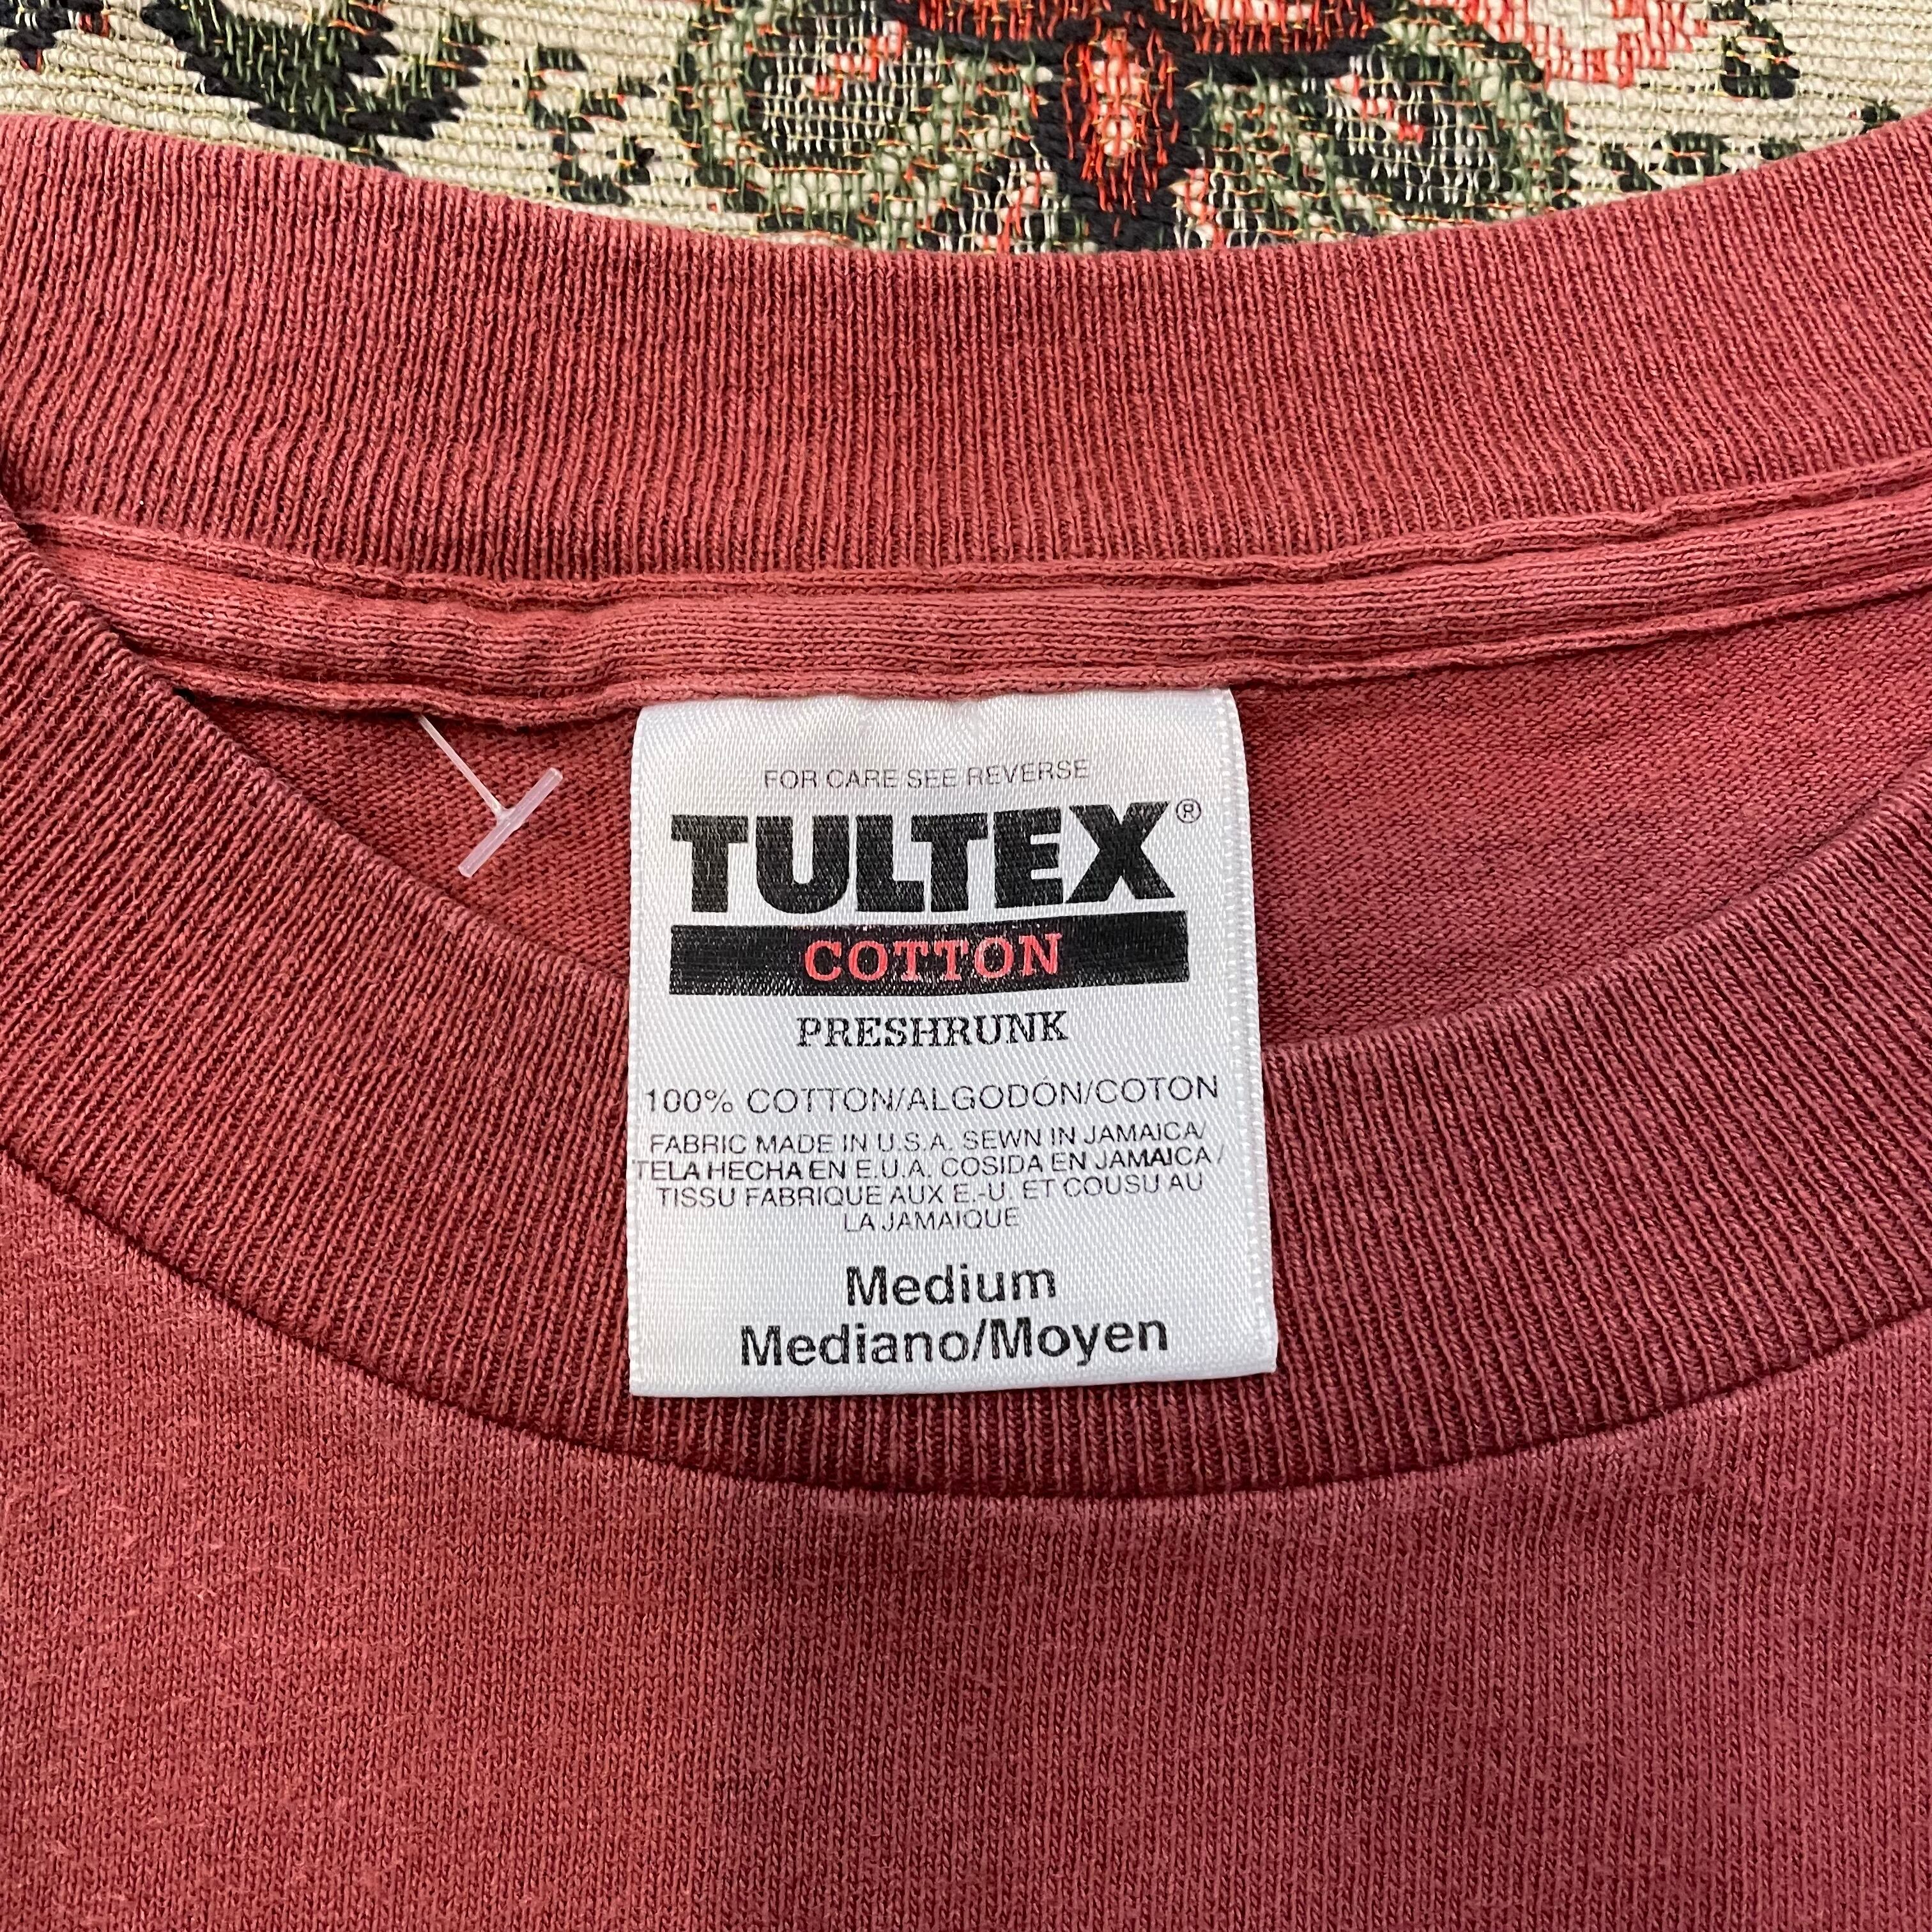 FOR CARE SEE REVERSE
TULTEX®
COTTON
PRESHRUNK
100% COTTON/ALGODÓN/COTON
FABRIC MADE IN U.S.A. SEWN IN JAMAICA/
TELA HECHA EN E.U.A. COSIDA EN JAMAICA /
TISSU FABRIQUE AUX E.-U. ET COUSU AU
LA JAMAIQUE
Medium
Mediano/Moyen